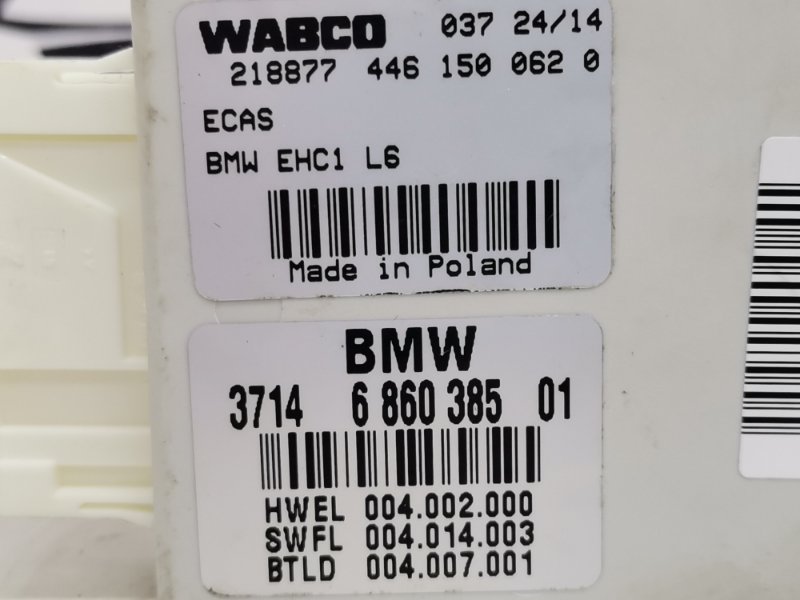 WABCO 037 24/14
218877 446 150 062 0
ECAS
BMW EHC1 L6
Made in Poland
BMW
3714 6 860 385 01
HWEL 004.002.000
SWFL 004.014.003
BTLD 004.007.001